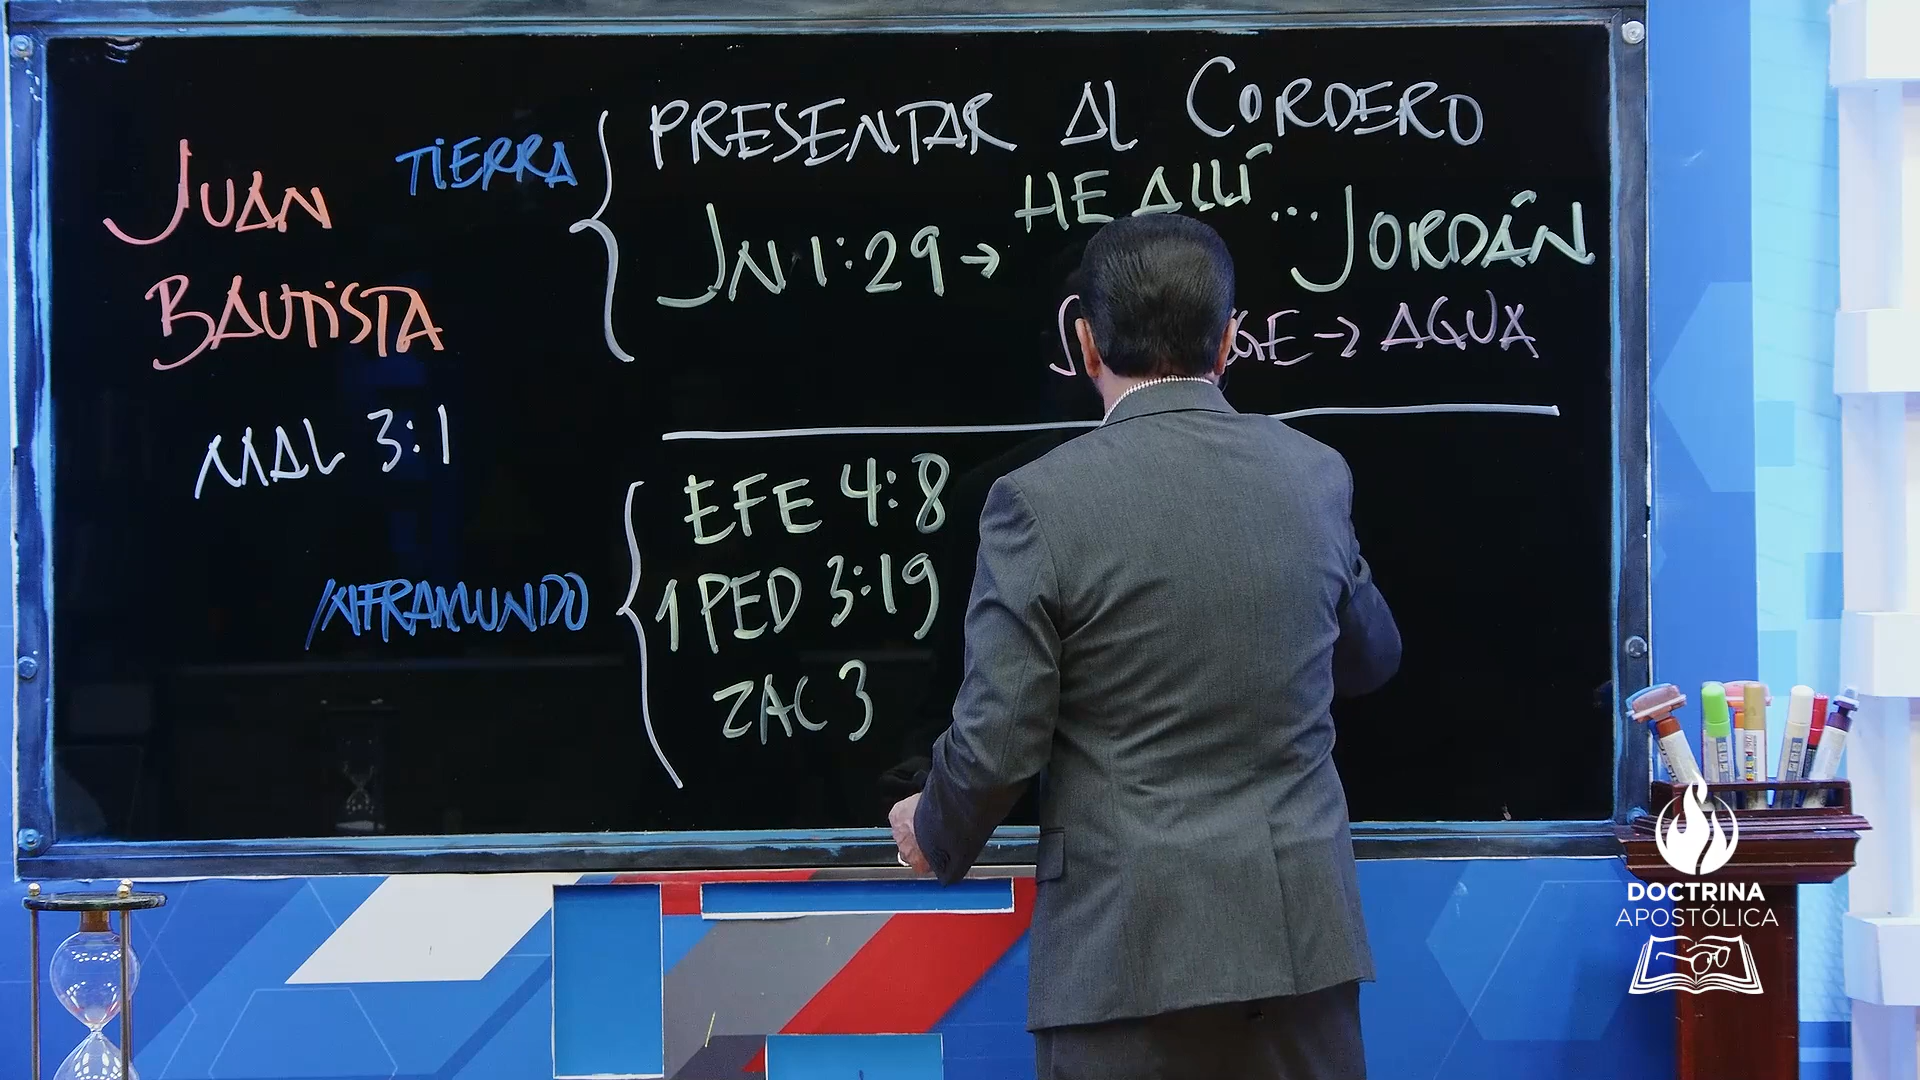 JUAN
BAUTISTA
MAL 3:1
TIERRA
PRESENTAR AL CORDERO
JN 1:29 → HE ALLÍ ... JORDÁN
GE → AGUA
INFRAMUNDO
EFE 4:8
1 PED 3:19
ZAC 3
DOCTRINA
APOSTÓLICA